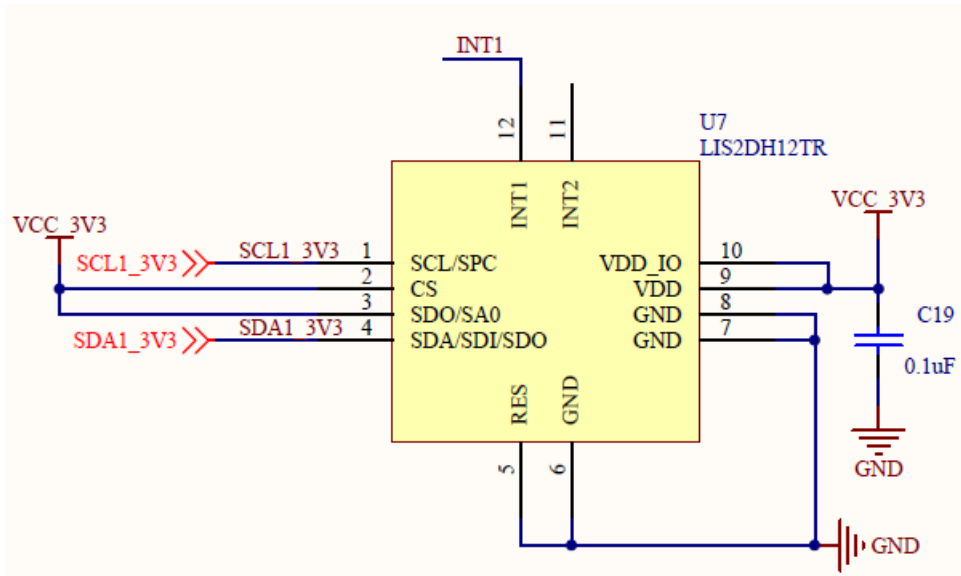 INT1
12
11
U7
LIS2DH12TR
INT1
INT2
VCC_3V3
VCC_3V3
SCL1_3V3
SCL1_3V3
1
SCL/SPC
VDD_IO
10
2
CS
VDD
9
3
SDO/SA0
GND
8
SDA1_3V3
SDA1_3V3
4
SDA/SDI/SDO
GND
7
C19
0.1uF
RES
GND
5
6
GND
GND